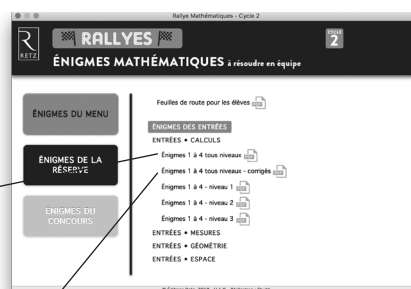 Rallye Mathématiques - Cycle 2
RETZ
RALLYES
CYCLE
2
ÉNIGMES MATHÉMATIQUES à résoudre en équipe
ÉNIGMES DU MENU
ÉNIGMES DE LA
RÉSERVE
ÉNIGMES DU
CONCOURS
Feuilles de route pour les élèves
ÉNIGMES DES ENTRÉES
ENTRÉES • CALCULS
Énigmes 1 à 4 tous niveaux
Énigmes 1 à 4 tous niveaux - corrigés
Énigmes 1 à 4 - niveau 1
Énigmes 1 à 4 - niveau 2
Énigmes 1 à 4 - niveau 3
ENTRÉES • MESURES
ENTRÉES • GÉOMÉTRIE
ENTRÉES • ESPACE